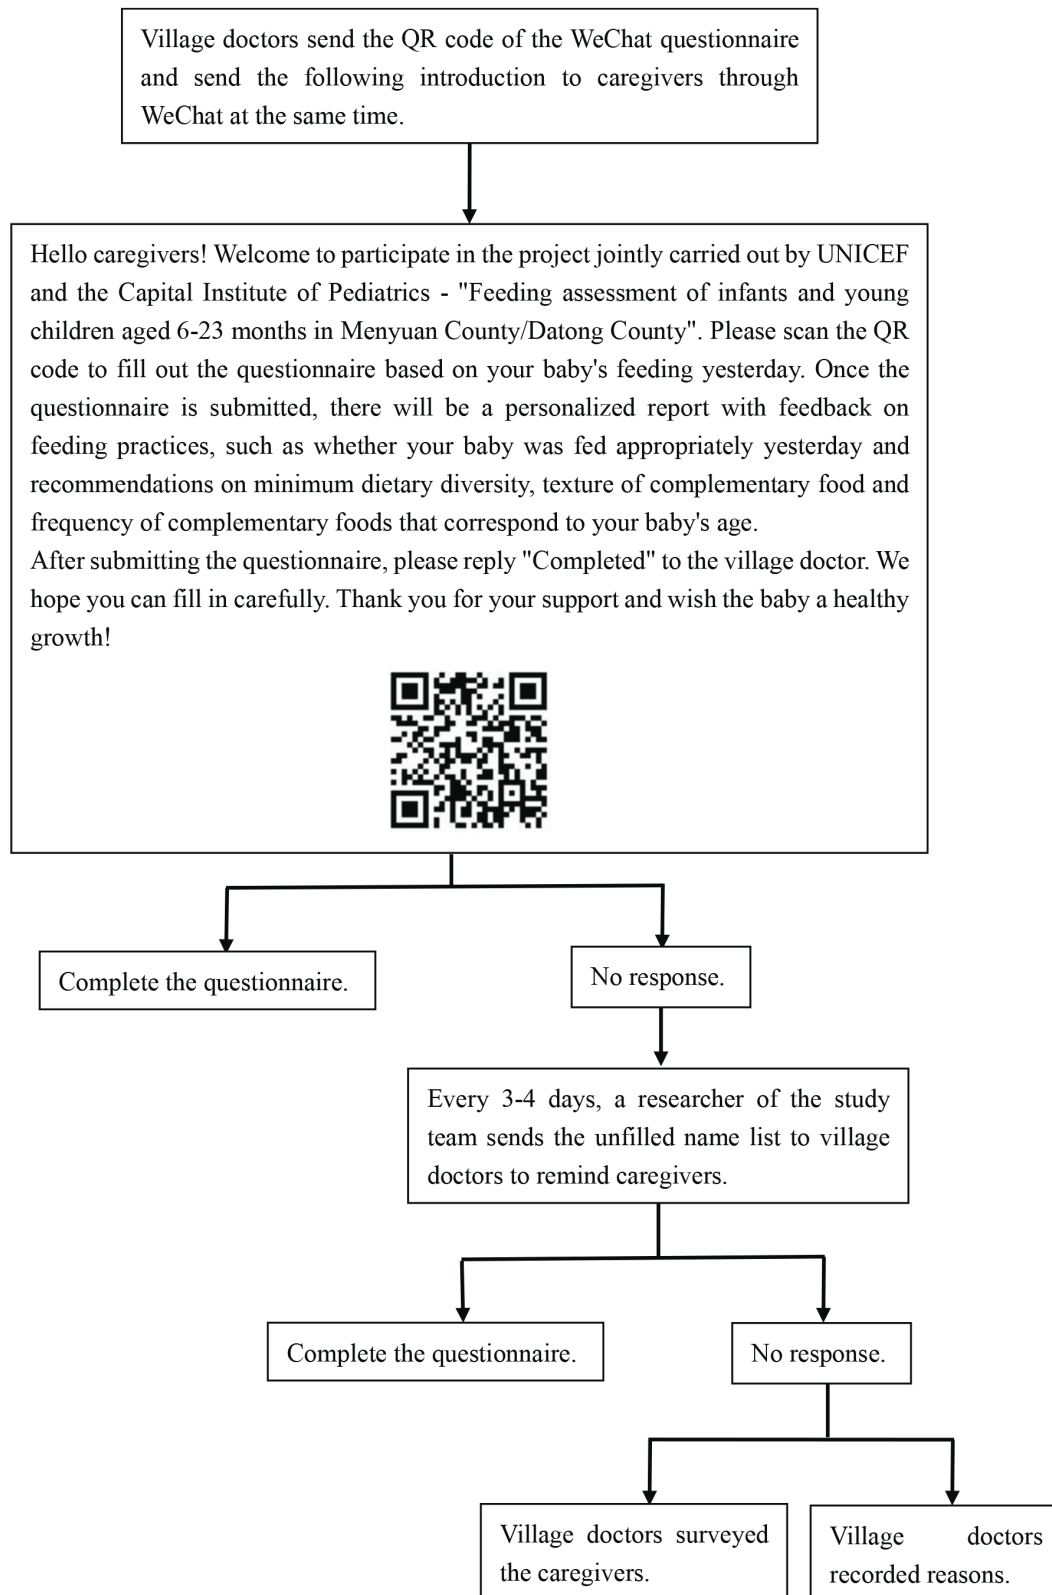 Village doctors send the QR code of the WeChat questionnaire
and send the following introduction to caregivers through
WeChat at the same time.
Hello caregivers! Welcome to participate in the project jointly carried out by UNICEF
and the Capital Institute of Pediatrics - "Feeding assessment of infants and young
children aged 6-23 months in Menyuan County/Datong County". Please scan the QR
code to fill out the questionnaire based on your baby's feeding yesterday. Once the
questionnaire is submitted, there will be a personalized report with feedback on
feeding practices, such as whether your baby was fed appropriately yesterday and
recommendations on minimum dietary diversity, texture of complementary food and
frequency of complementary foods that correspond to your baby's age.
After submitting the questionnaire, please reply "Completed" to the village doctor. We
hope you can fill in carefully. Thank you for your support and wish the baby a healthy
growth!
Complete the questionnaire.
No response.
Every 3-4 days, a researcher of the study
team sends the unfilled name list to village
doctors to remind caregivers.
Complete the questionnaire.
No response.
Village doctors surveyed
the caregivers.
Village doctors
recorded reasons.